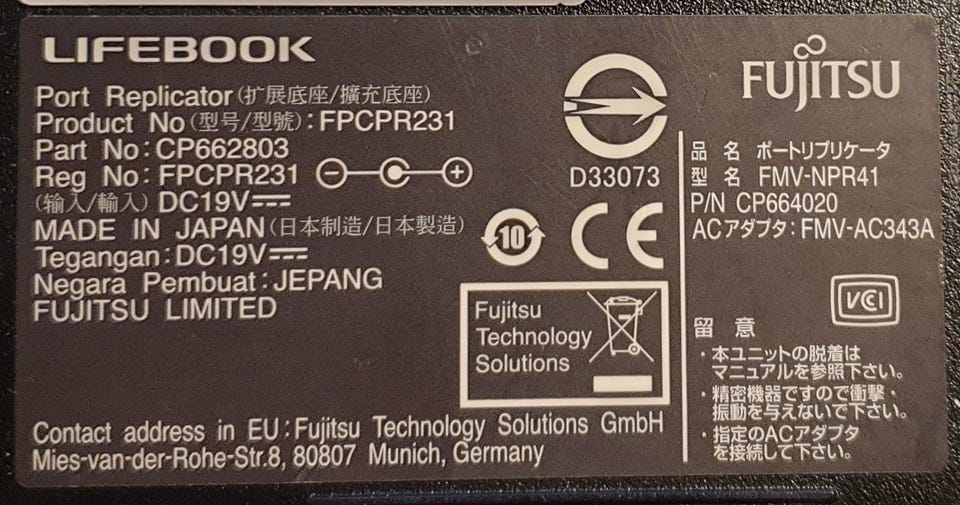 LIFEBOOK
Port Replicator (扩展底座/擴充底座)
Product No (型号/型號) : FPCPR231
Part No: CP662803
Reg No: FPCPR231
(输入/輸入) DC19V
MADE IN JAPAN (日本制造/日本製造)
Tegangan: DC19V
Negara Pembuat: JEPANG
FUJITSU LIMITED
D33073
10
CE
Fujitsu
Technology
Solutions
Contact address in EU: Fujitsu Technology Solutions GmbH
Mies-van-der-Rohe-Str.8, 80807 Munich, Germany
FUJITSU
品 名 ポートリプリケータ
型 名 FMV-NPR41
P/N CP664020
ACアダプタ: FMV-AC343A
VCI
留 意
・本ユニットの脱着は
マニュアルを参照下さい。
・精密機器ですので衝撃・
振動を与えないで下さい。
・指定のACアダプタ
を接続して下さい。